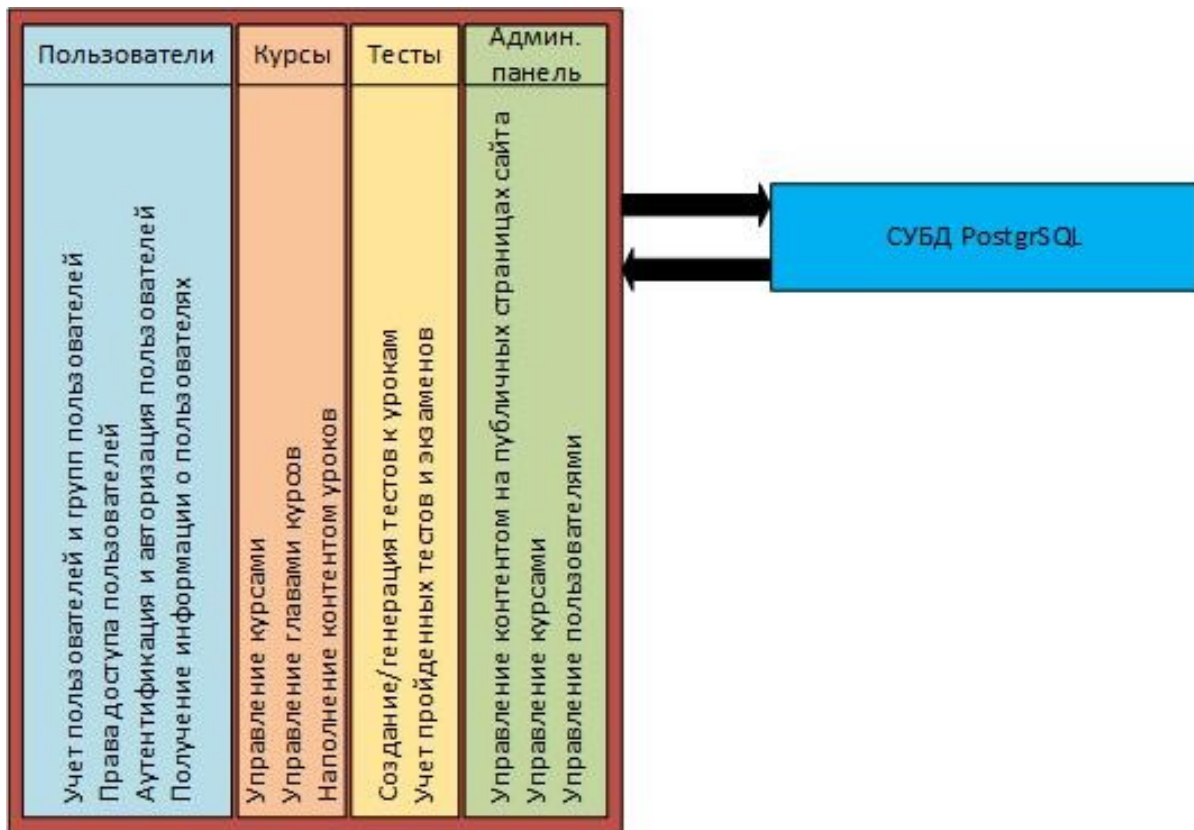 Пользователи
Учет пользователей и групп пользователей
Права доступа пользователей
Аутентификация и авторизация пользователей
Получение информации о пользователях
Курсы
Управление курсами
Управление главами курсов
Наполнение контентом уроков
Тесты
Создание/генерация тестов к урокам
Учет пройденных тестов и экзаменов
Админ.
панель
Управление контентом на публичных страницах сайта
Управление курсами
Управление пользователями
СУБД PostgrSQL